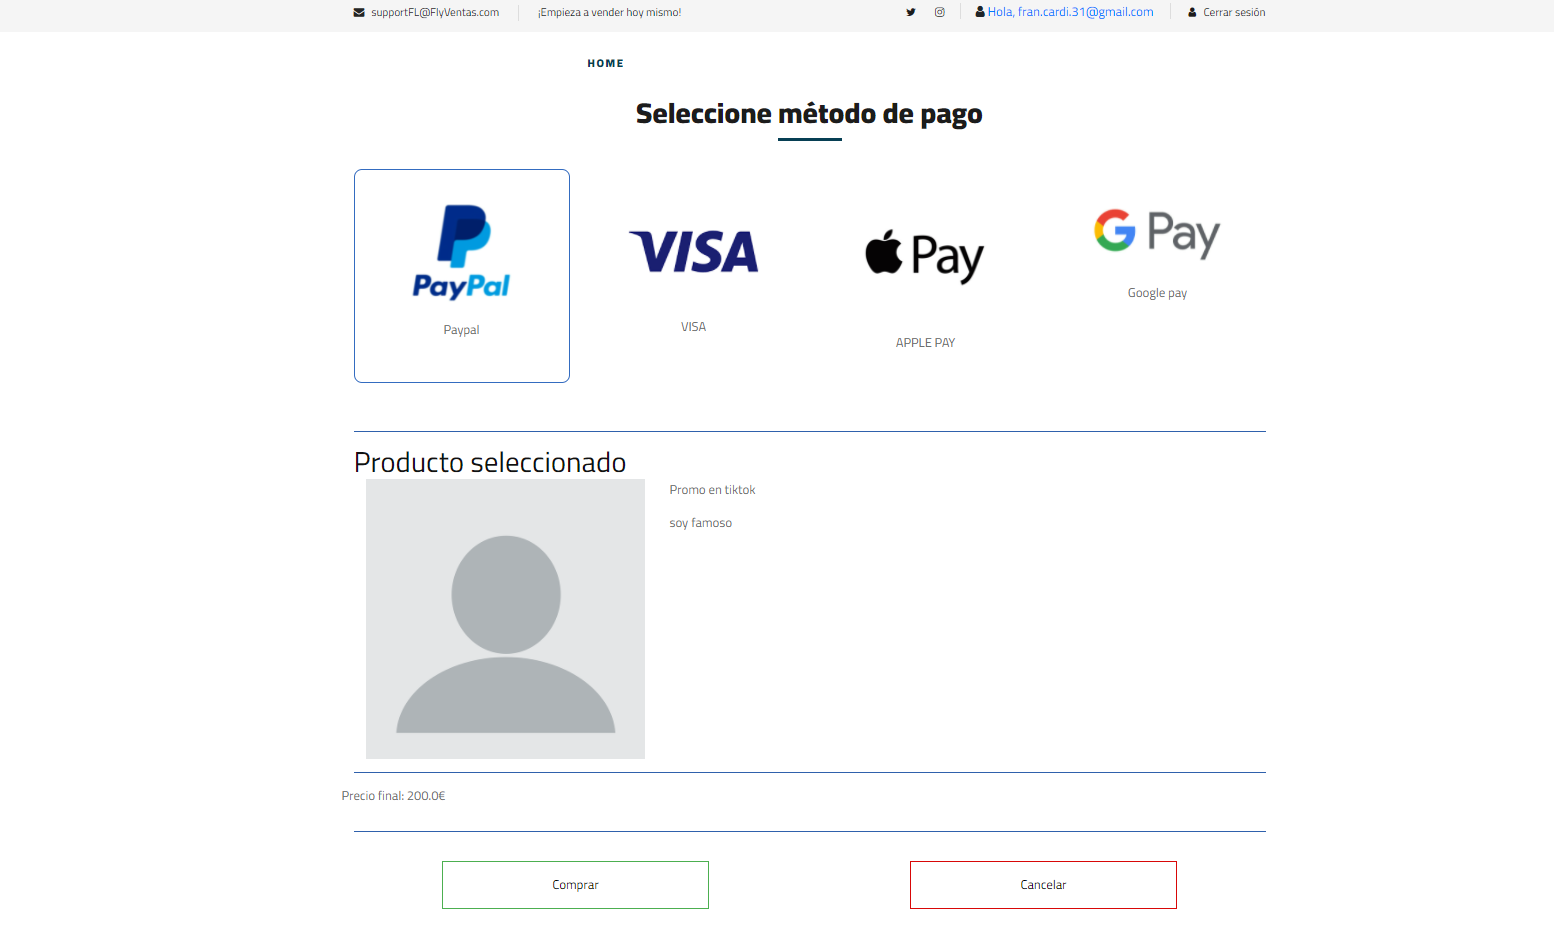 supportFL@FlyVentas.com
¡Empieza a vender hoy mismo!
Hola, fran.cardi.31@gmail.com
Cerrar sesión
HOME
Seleccione método de pago
PayPal
Paypal
VISA
VISA
Pay
APPLE PAY
G Pay
Google pay
Producto seleccionado
Promo en tiktok
soy famoso
Precio final: 200.0€
Comprar
Cancelar